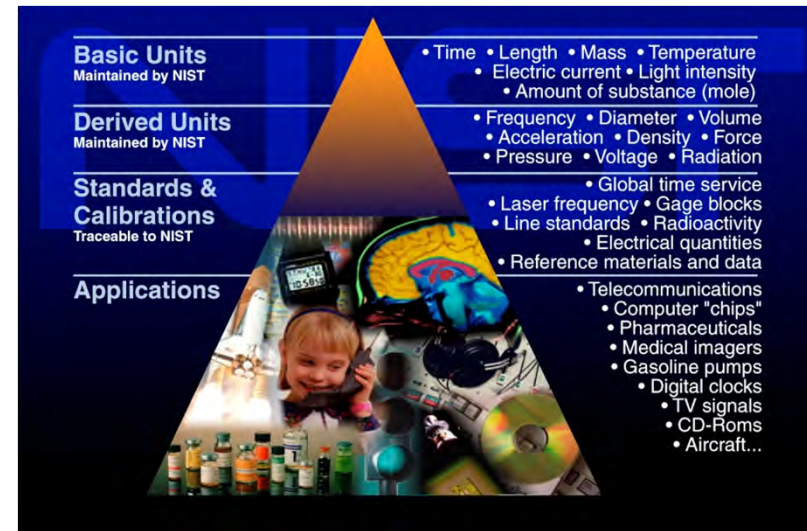 NIST
Basic Units
Maintained by NIST
• Time • Length • Mass • Temperature
• Electric current • Light intensity
• Amount of substance (mole)
Derived Units
Maintained by NIST
• Frequency • Diameter • Volume
• Acceleration • Density • Force
• Pressure • Voltage • Radiation
Standards &
Calibrations
Traceable to NIST
• Global time service
• Laser frequency • Gage blocks
• Line standards • Radioactivity
• Electrical quantities
• Reference materials and data
Applications
• Telecommunications
• Computer "chips"
• Pharmaceuticals
• Medical imagers
• Gasoline pumps
• Digital clocks
• TV signals
• CD-Roms
• Aircraft...